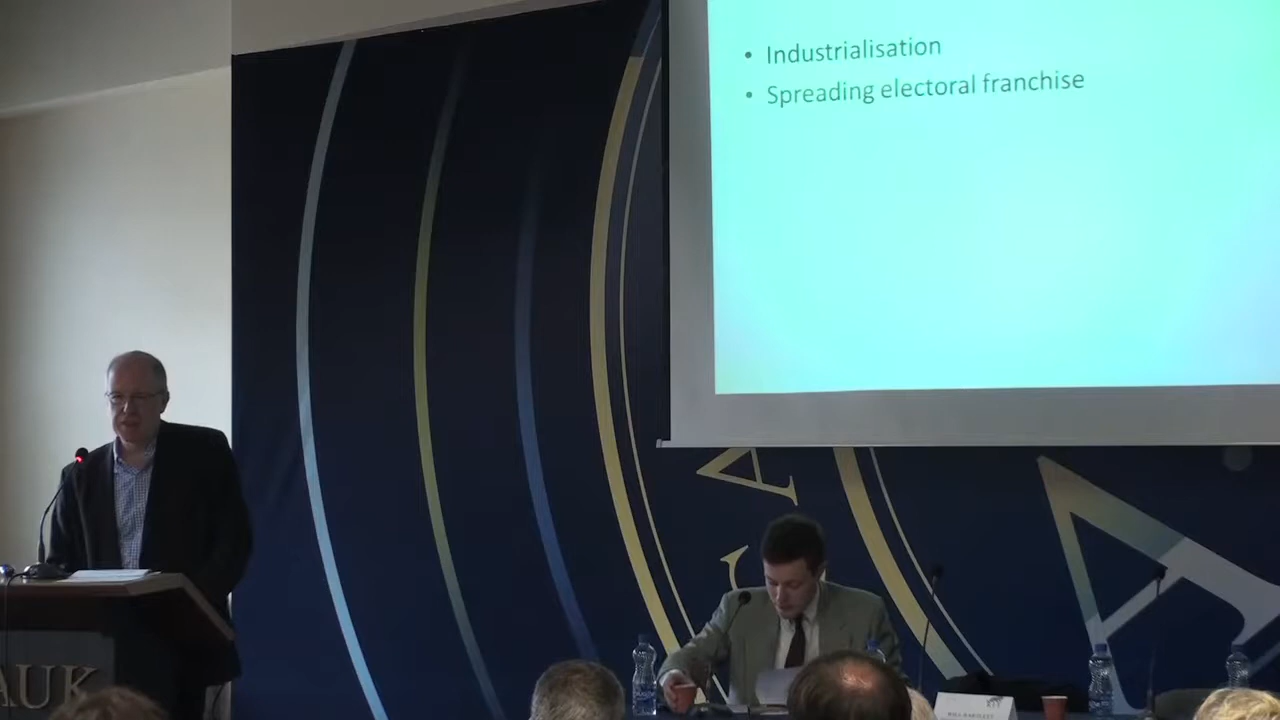 • Industrialisation
• Spreading electoral franchise
AUK
A
A